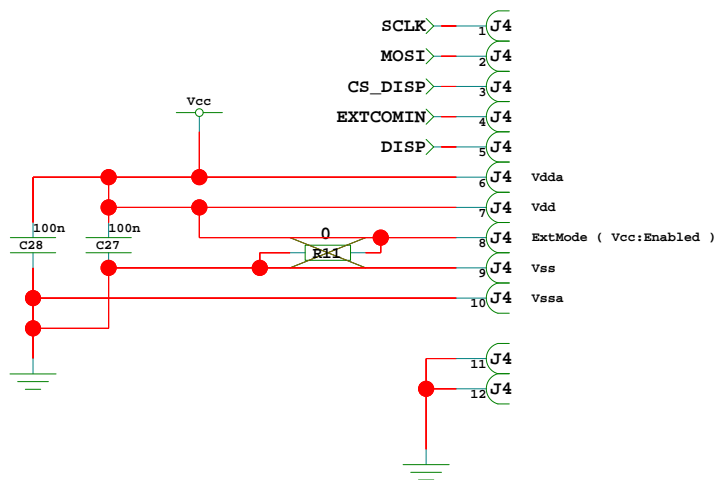 SCLK 1 J4
MOSI 2 J4
CS_DISP 3 J4
EXTCOMIN 4 J4
Vcc
DISP 5 J4
6 J4 Vdda
7 J4 Vdd
100n 100n 0 8 J4 ExtMode ( Vcc:Enabled )
C28 C27 R11 9 J4 Vss
10 J4 Vssa
11 J4
12 J4